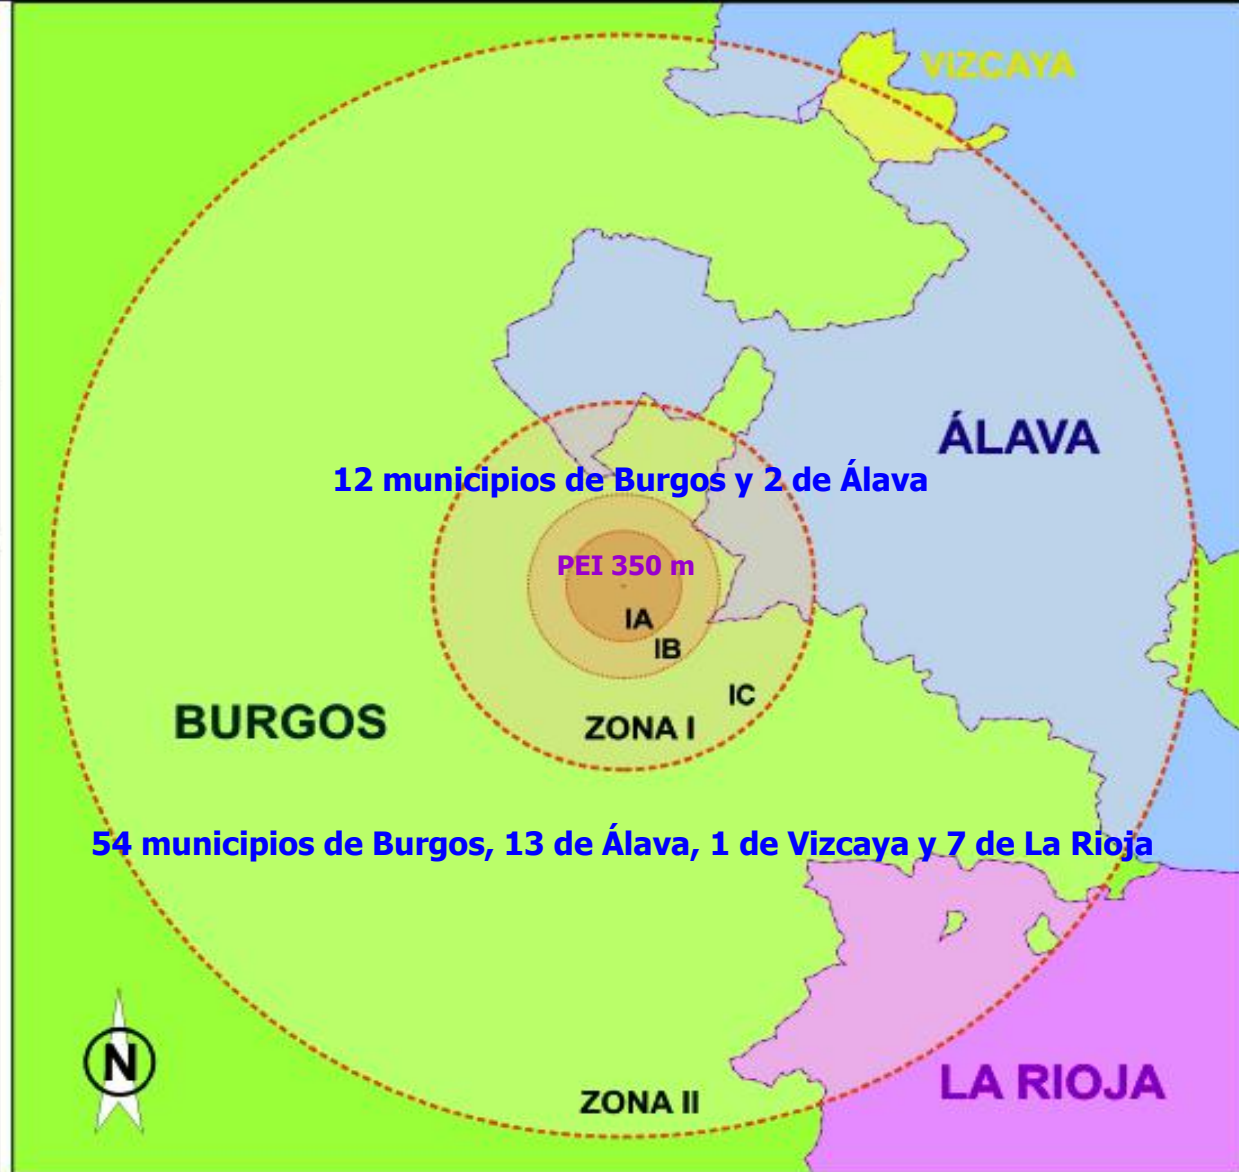 VIZCAYA
ÁLAVA
12 municipios de Burgos y 2 de Álava
PEI 350 m
IA
IB
IC
BURGOS
ZONA I
54 municipios de Burgos, 13 de Álava, 1 de Vizcaya y 7 de La Rioja
N
LA RIOJA
ZONA II